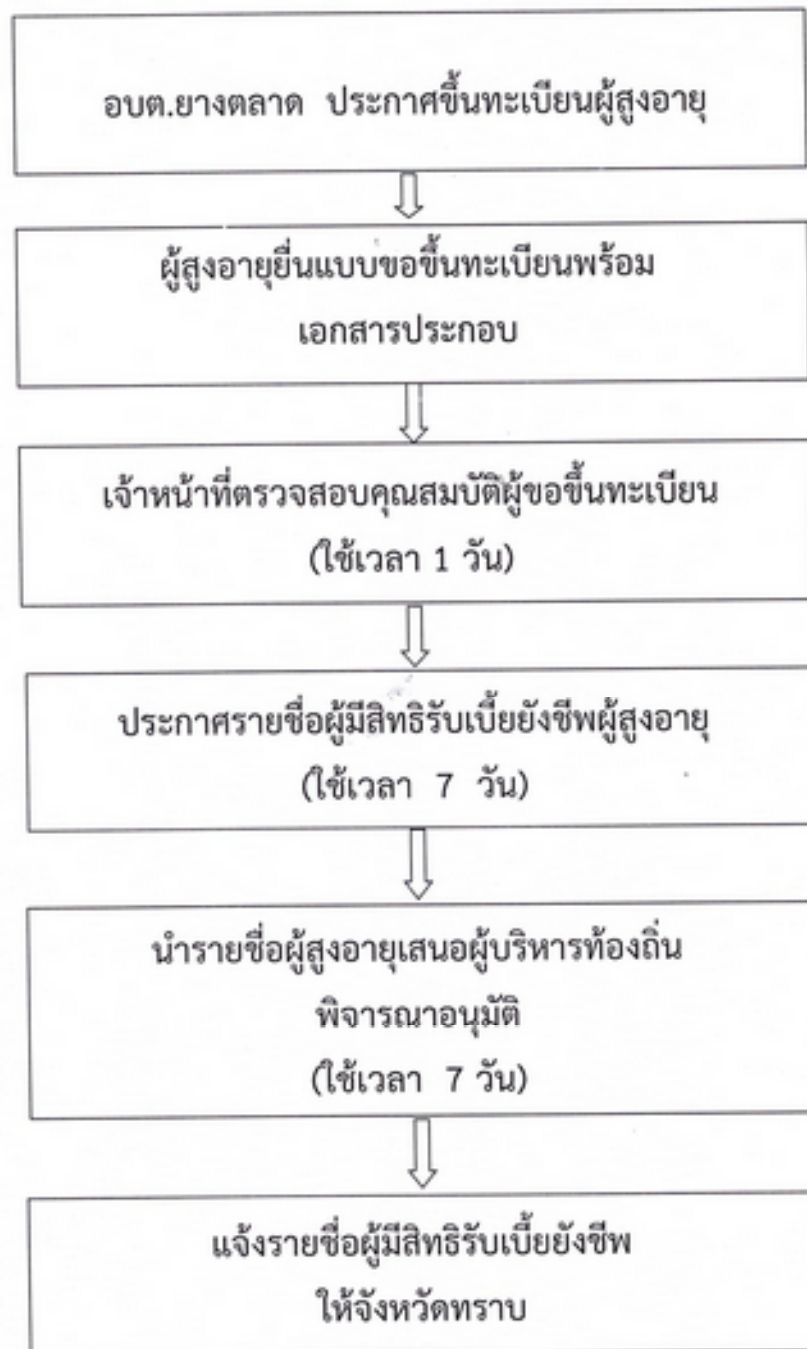 อบต.ยางตลาด ประกาศขึ้นทะเบียนผู้สูงอายุ
ผู้สูงอายุยื่นแบบขอขึ้นทะเบียนพร้อม
เอกสารประกอบ
เจ้าหน้าที่ตรวจสอบคุณสมบัติผู้ขอขึ้นทะเบียน
(ใช้เวลา 1 วัน)
ประกาศรายชื่อผู้มีสิทธิรับเบี้ยยังชีพผู้สูงอายุ
(ใช้เวลา 7 วัน)
นำรายชื่อผู้สูงอายุเสนอผู้บริหารท้องถิ่น
พิจารณาอนุมัติ
(ใช้เวลา 7 วัน)
แจ้งรายชื่อผู้มีสิทธิรับเบี้ยยังชีพ
ให้จังหวัดทราบ